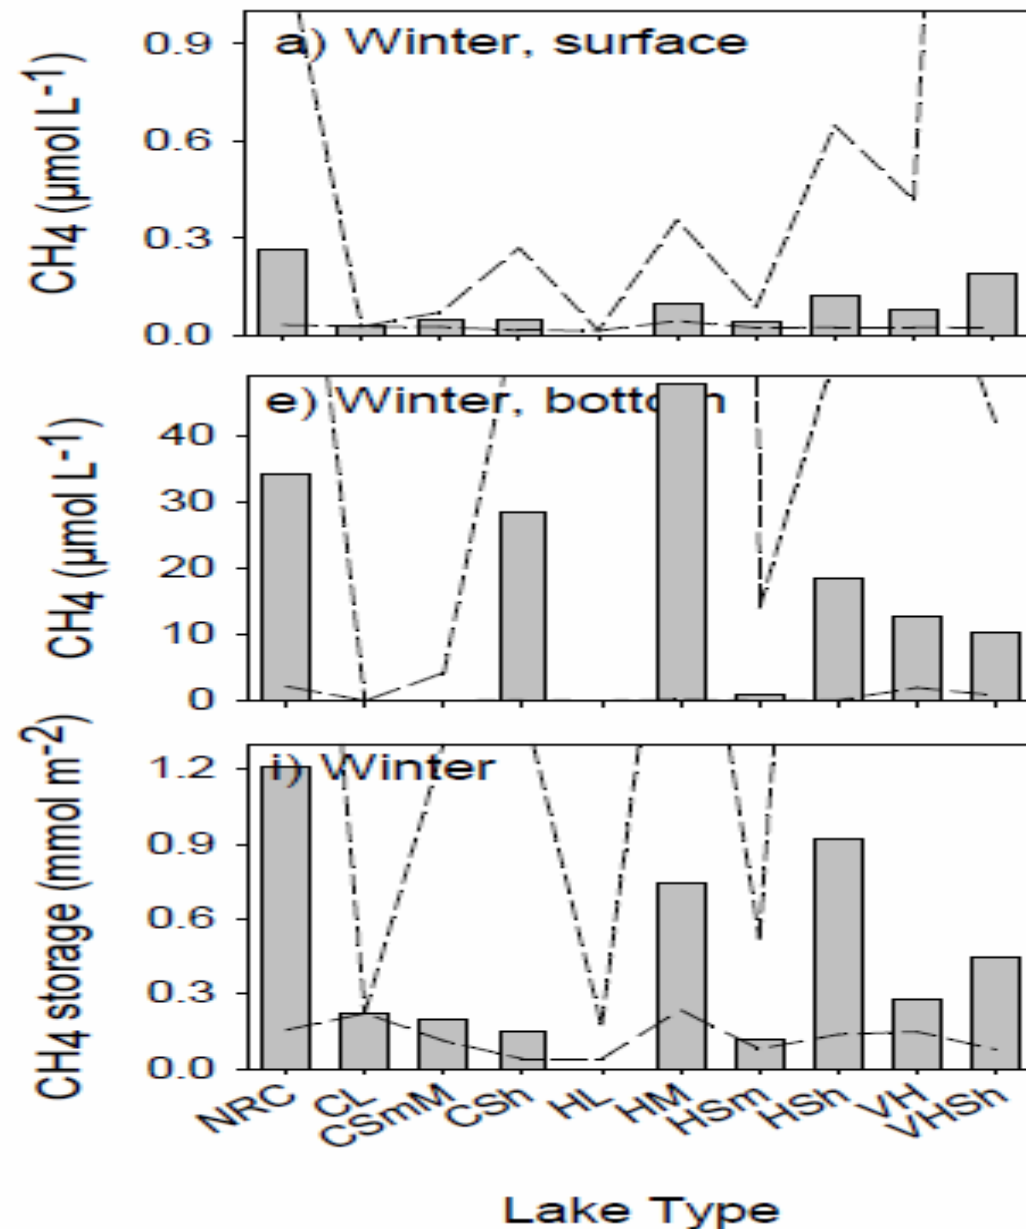 a) Winter, surface
CH4 (µmol L-1)
0.9
0.6
0.3
0.0
e) Winter, bottom
CH4 (µmol L-1)
40
30
20
10
0
i) Winter
CH4 storage (mmol m-2)
1.2
0.9
0.6
0.3
0.0
NRC CL CSmM CSh HL HM HSm HSh VH VHSh
Lake Type